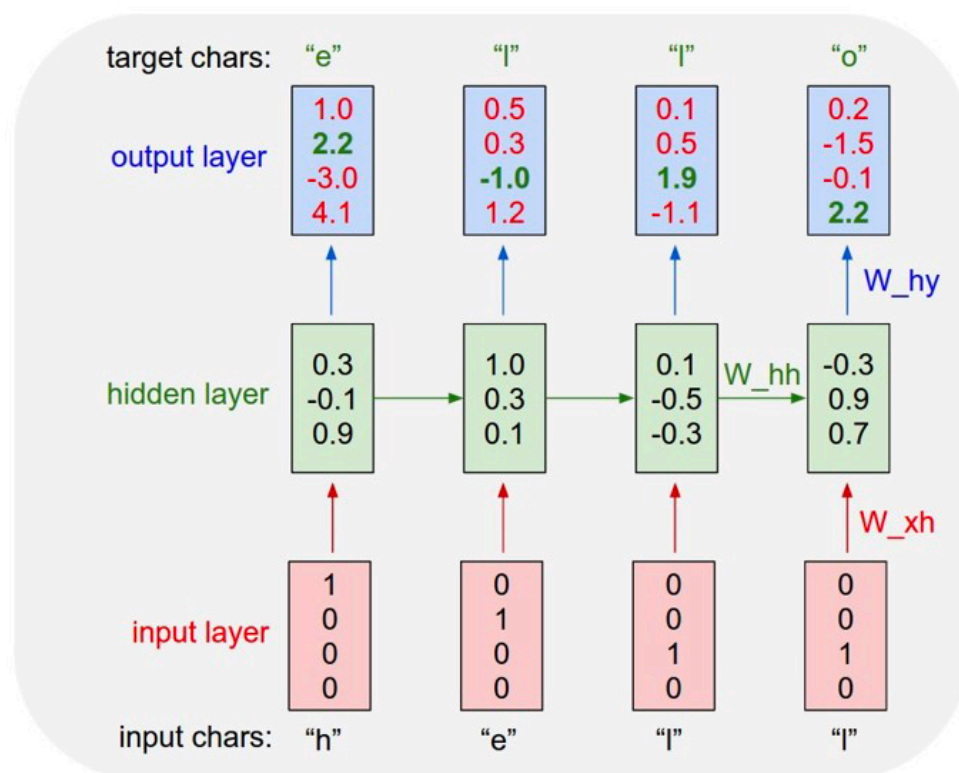 target chars: “e” “l” “l” “o”
1.0 0.5 0.1 0.2
2.2 0.3 0.5 -1.5
output layer -3.0 -1.0 1.9 -0.1
4.1 1.2 -1.1 2.2
W_hy
0.3 1.0 0.1 W_hh -0.3
hidden layer -0.1 0.3 -0.5 0.9
0.9 0.1 -0.3 0.7
W_xh
1 0 0 0
0 1 0 0
input layer 0 0 1 1
0 0 0 0
input chars: “h” “e” “l” “l”